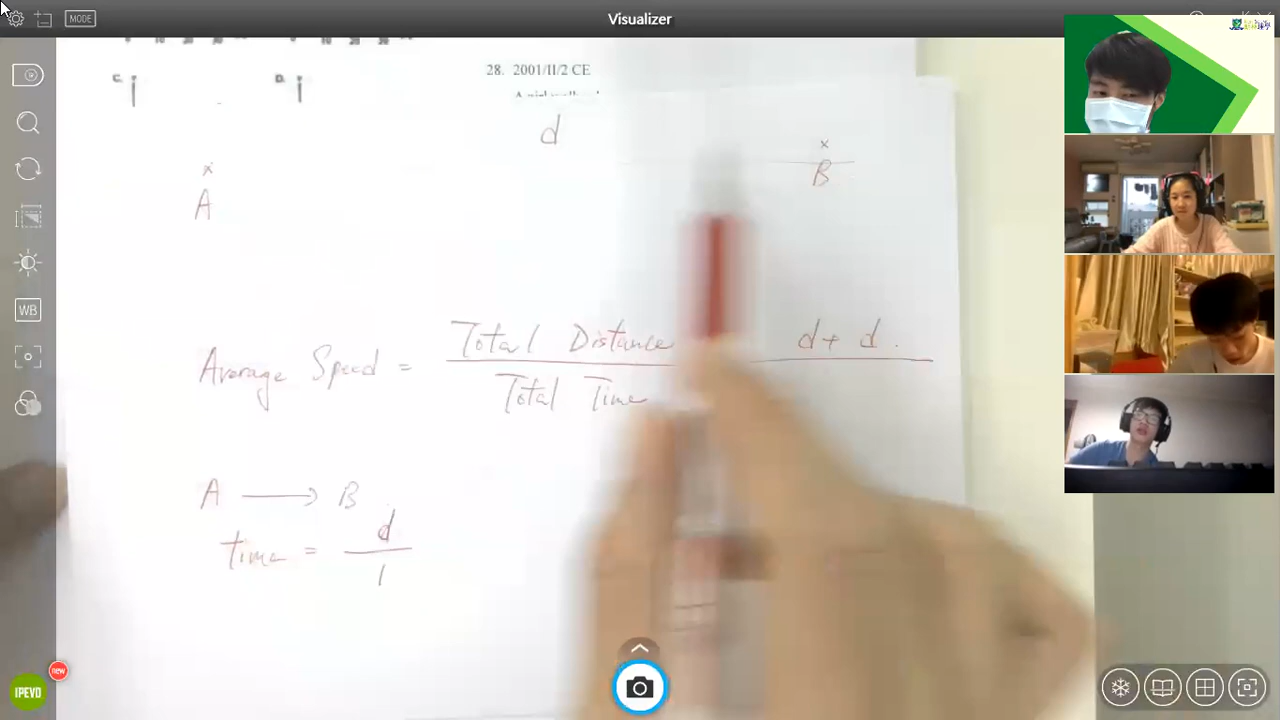 MODE
Visualizer
28. 2001/II/2 CE
C.
D.
d
x
x
A
B
Average Speed = Total Distance d + d .
Total Time
A → B
time = d
1
WB
new
IPEVO